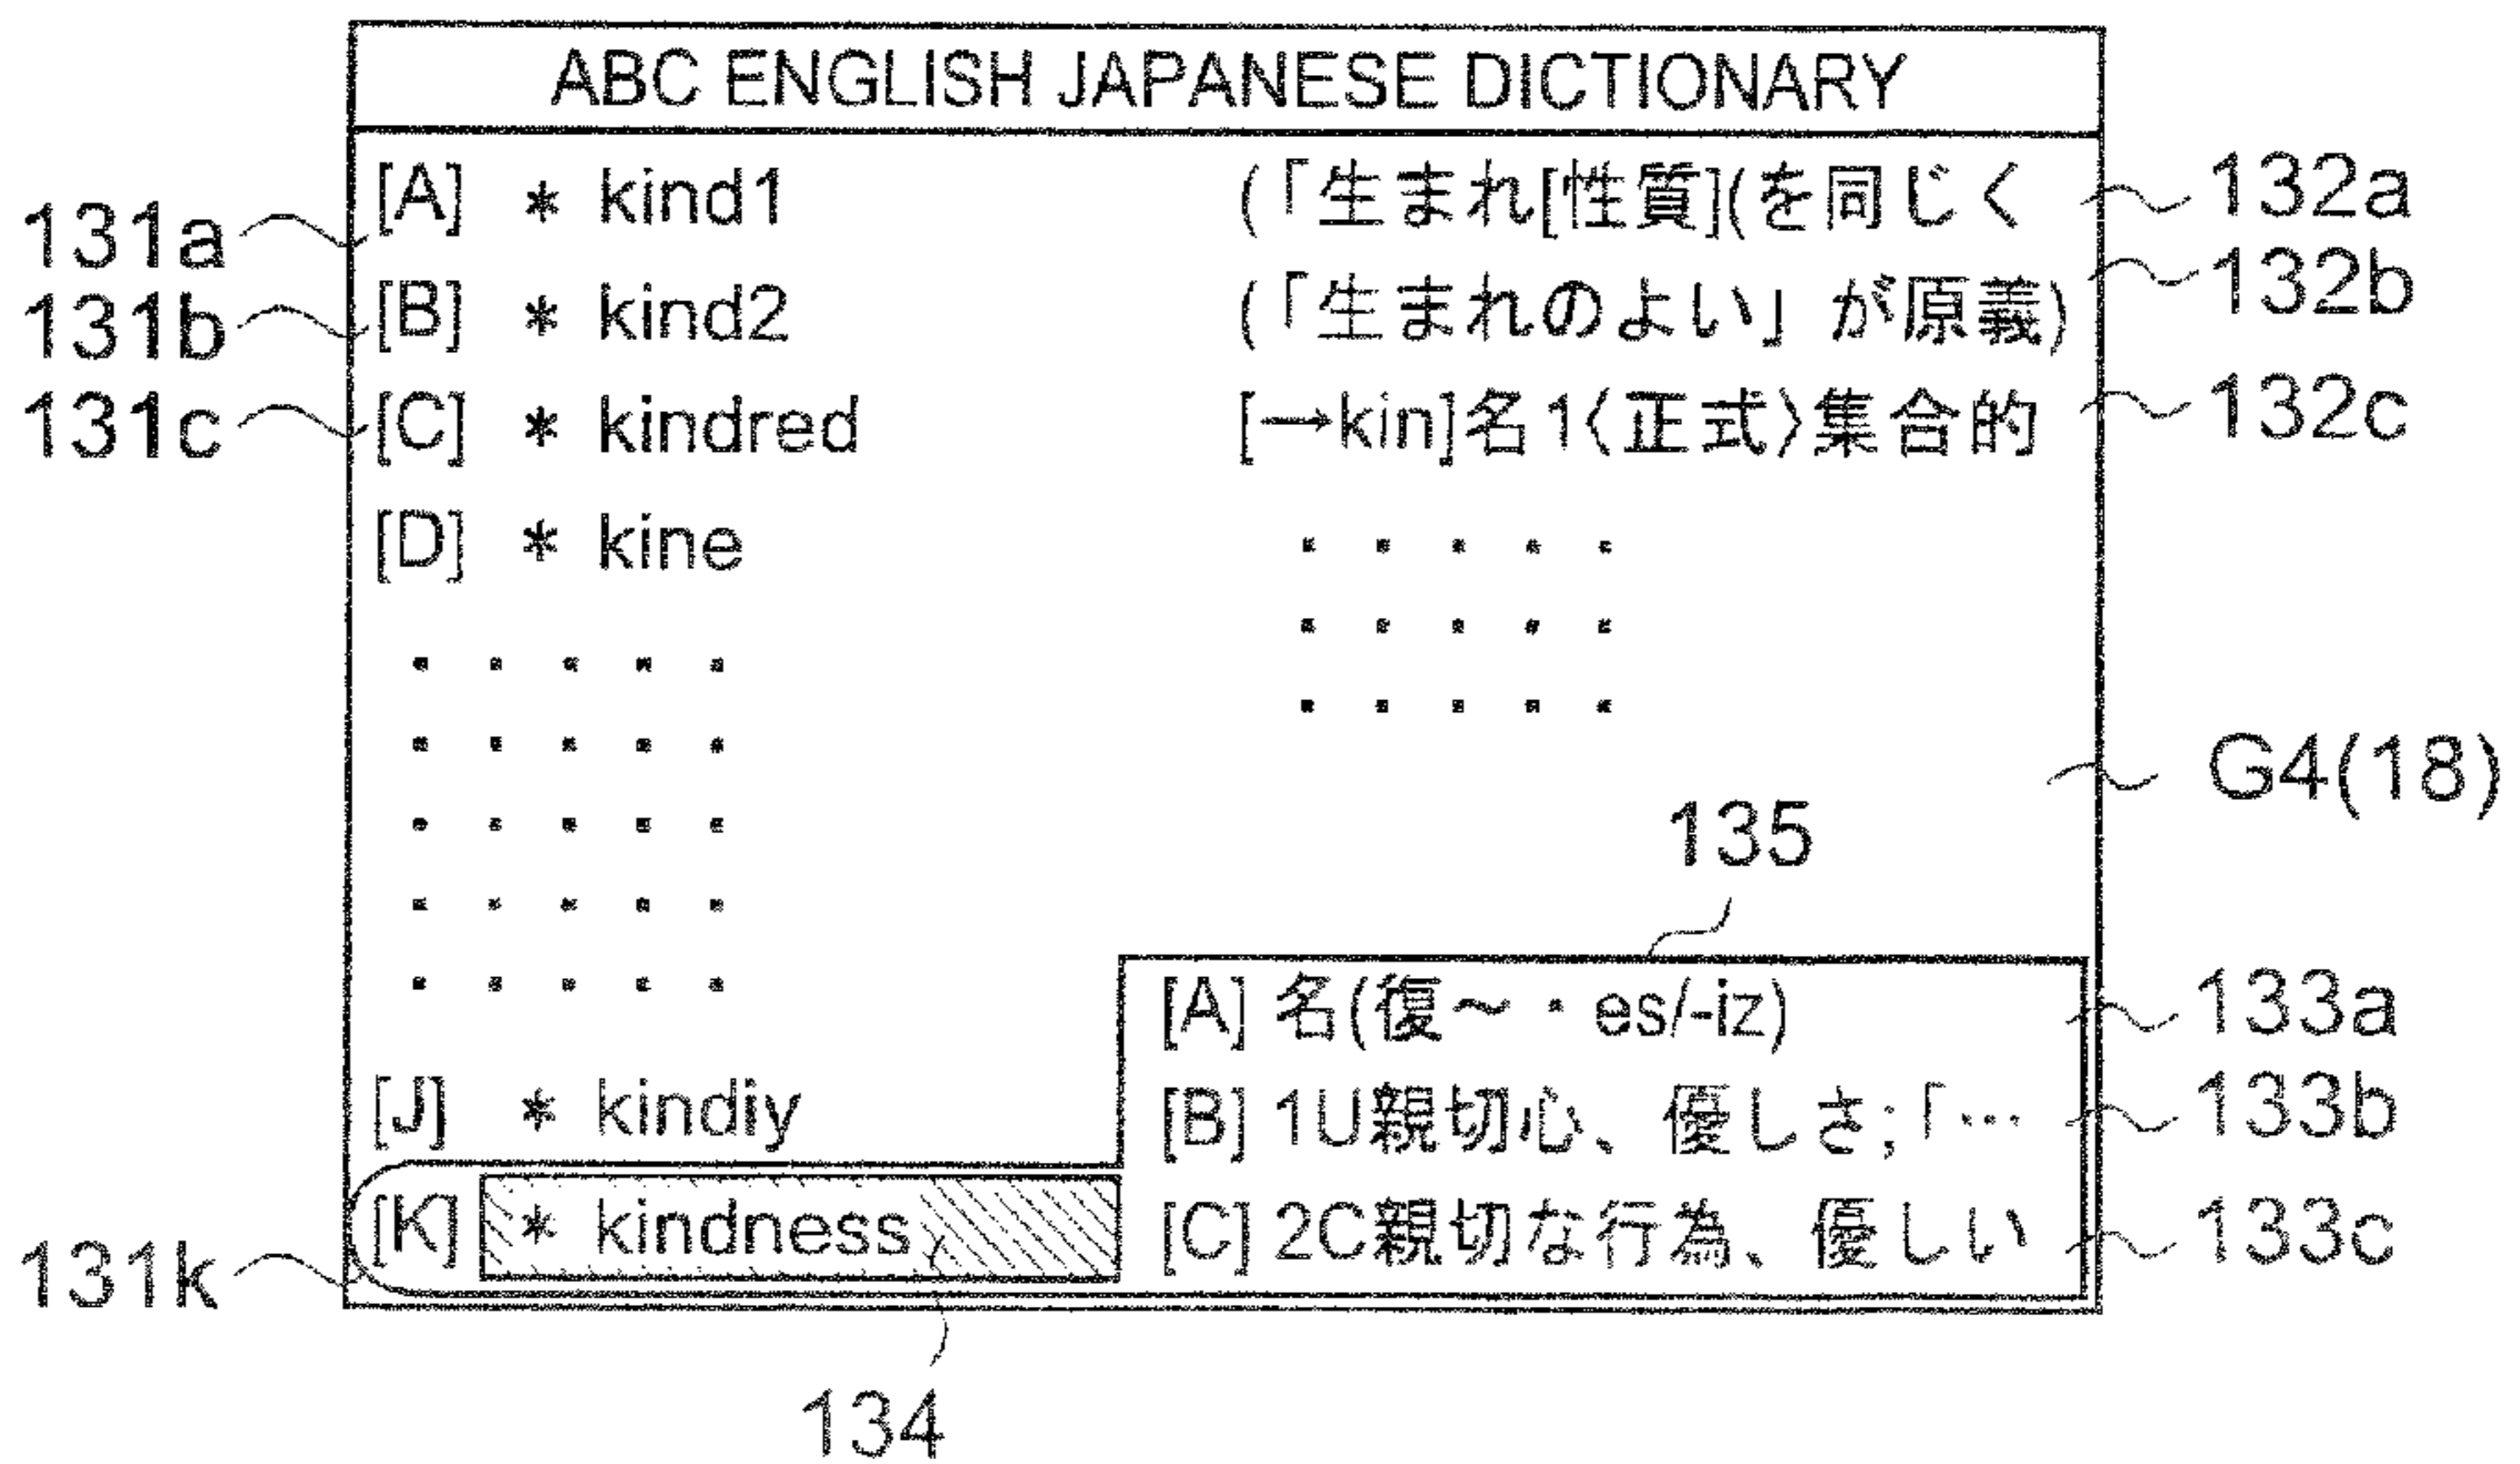 ABC ENGLISH JAPANESE DICTIONARY
131a [A] * kind1 (「生まれ[性質](を同じく 132a
131b [B] * kind2 (「生まれのよい」が原義) 132b
131c [C] * kindred [→kin]名1〈正式〉集合的 132c
[D] * kine
G4(18)
135
[A] 名(復〜・es/-iz) 133a
[J] * kindiy [B] 1U親切心、優しさ;「… 133b
131k [K] * kindness [C] 2C親切な行為、優しい 133c
134